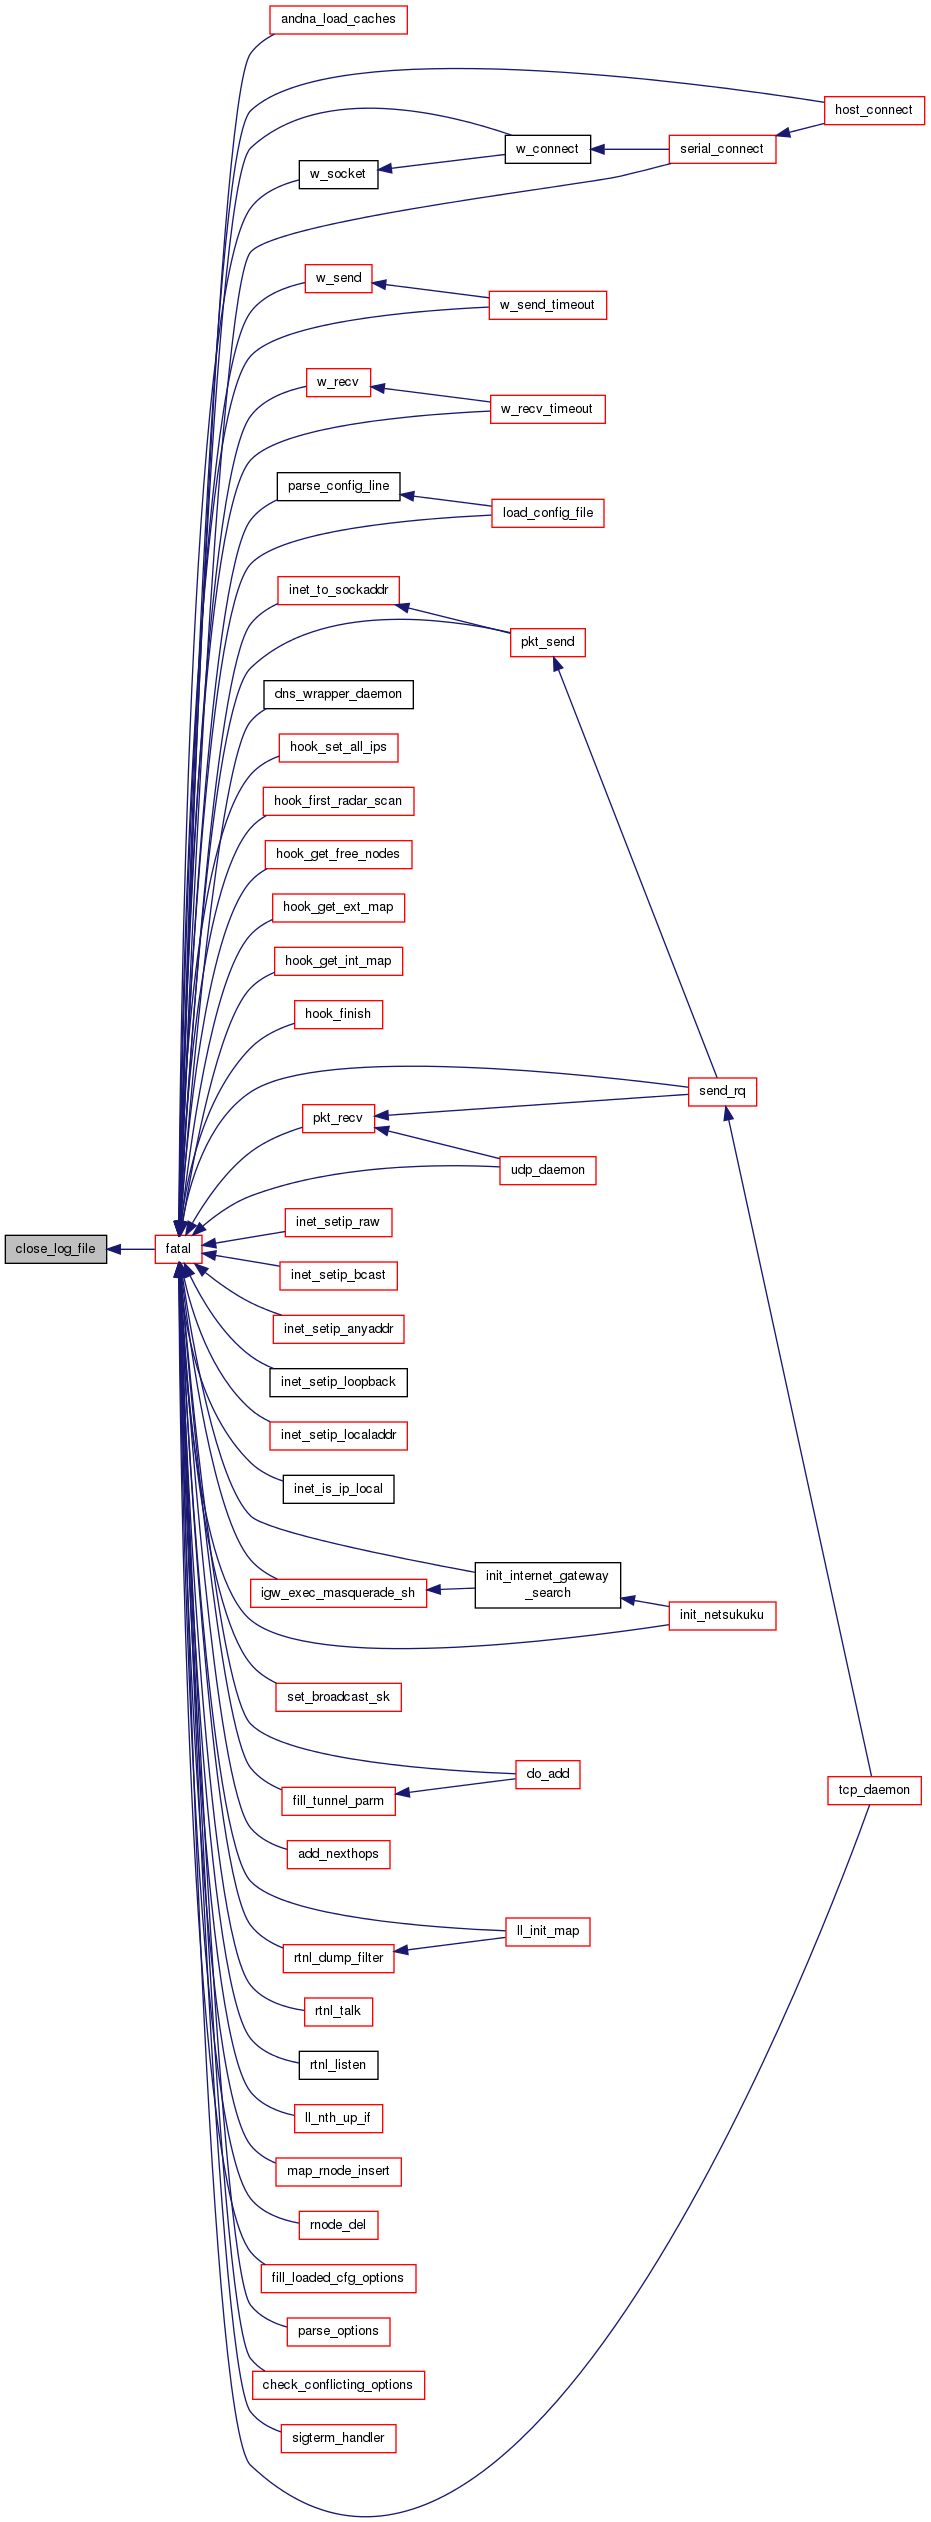 andna_load_caches
host_connect
w_connect
serial_connect
w_socket
w_send
w_send_timeout
w_recv
w_recv_timeout
parse_config_line
load_config_file
inet_to_sockaddr
pkt_send
dns_wrapper_daemon
hook_set_all_ips
hook_first_radar_scan
hook_get_free_nodes
hook_get_ext_map
hook_get_int_map
hook_finish
send_rq
pkt_recv
udp_daemon
inet_setip_raw
close_log_file
fatal
inet_setip_bcast
inet_setip_anyaddr
inet_setip_loopback
inet_setip_localaddr
inet_is_ip_local
init_internet_gateway
_search
igw_exec_masquerade_sh
init_netsukuku
set_broadcast_sk
do_add
fill_tunnel_parm
tcp_daemon
add_nexthops
ll_init_map
rtnl_dump_filter
rtnl_talk
rtnl_listen
ll_nth_up_if
map_rnode_insert
rnode_del
fill_loaded_cfg_options
parse_options
check_conflicting_options
sigterm_handler